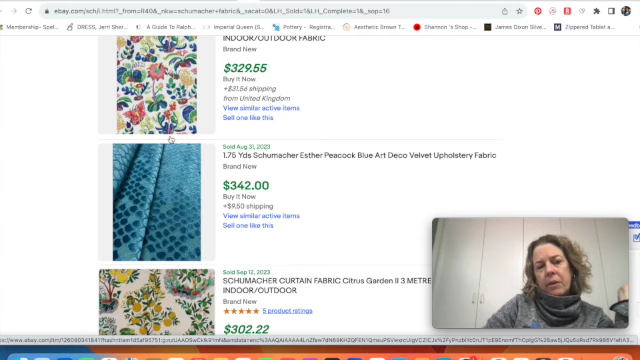 ebay.com/sch/i.html?_from=R40&_nkw=schumacher+fabric&_sacat=0&LH_Sold=1&LH_Complete=1&_sop=16
Membership- Spell... DRESS, Jerri Sherr... A Guide To Ralph... Imperial Queen (S... Pottery - Registra... Aesthetic Brown T... Shannon 's Shop -... James Dixon Silver... Zippered Tablet a...
INDOOR/OUTDOOR FABRIC
Brand New
$329.55
Buy It Now
+$31.56 shipping
from United Kingdom
View similar active items
Sell one like this
Sold Aug 31, 2023
1.75 Yds Schumacher Esther Peacock Blue Art Deco Velvet Upholstery Fabric
Brand New
$342.00
Buy It Now
+$9.50 shipping
View similar active items
Sell one like this
Sold Sep 12, 2023
SCHUMACHER CURTAIN FABRIC Citrus Garden II 3 METRE
INDOOR/OUTDOOR
Brand New
5 product ratings
$302.22